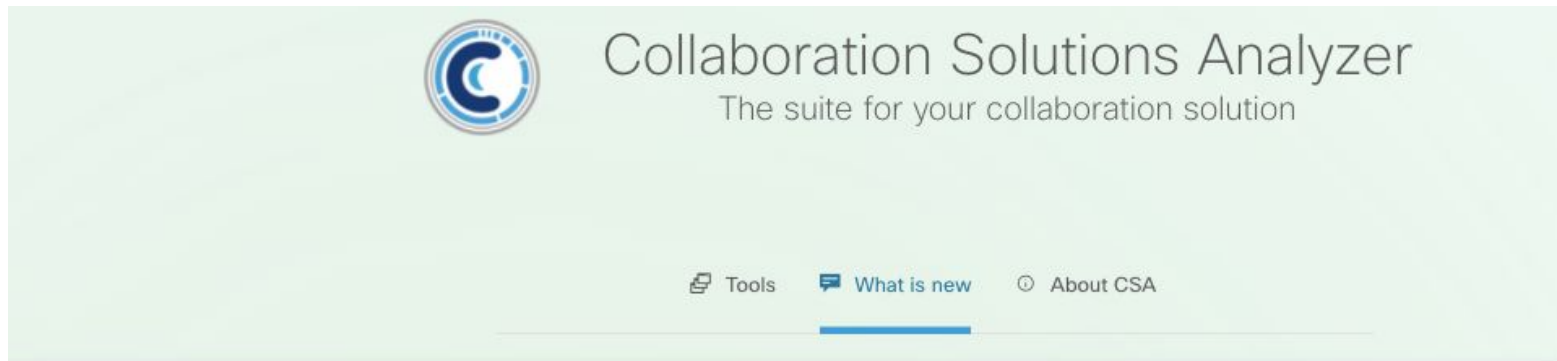 Collaboration Solutions Analyzer
The suite for your collaboration solution
Tools What is new About CSA